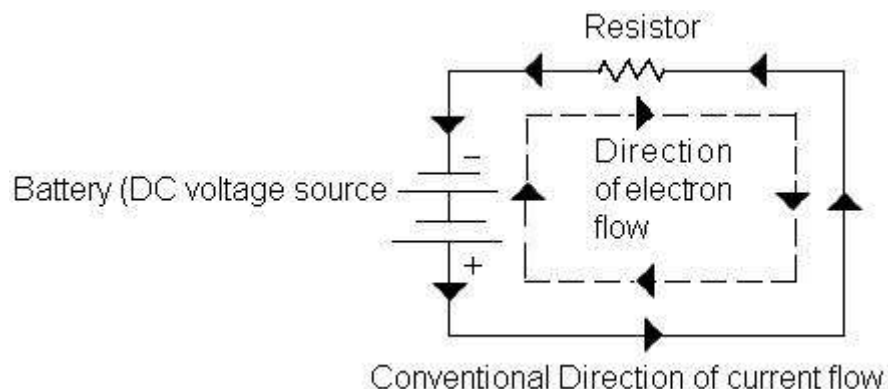 Resistor
−
Direction
of electron
flow
Battery (DC voltage source
+
Conventional Direction of current flow